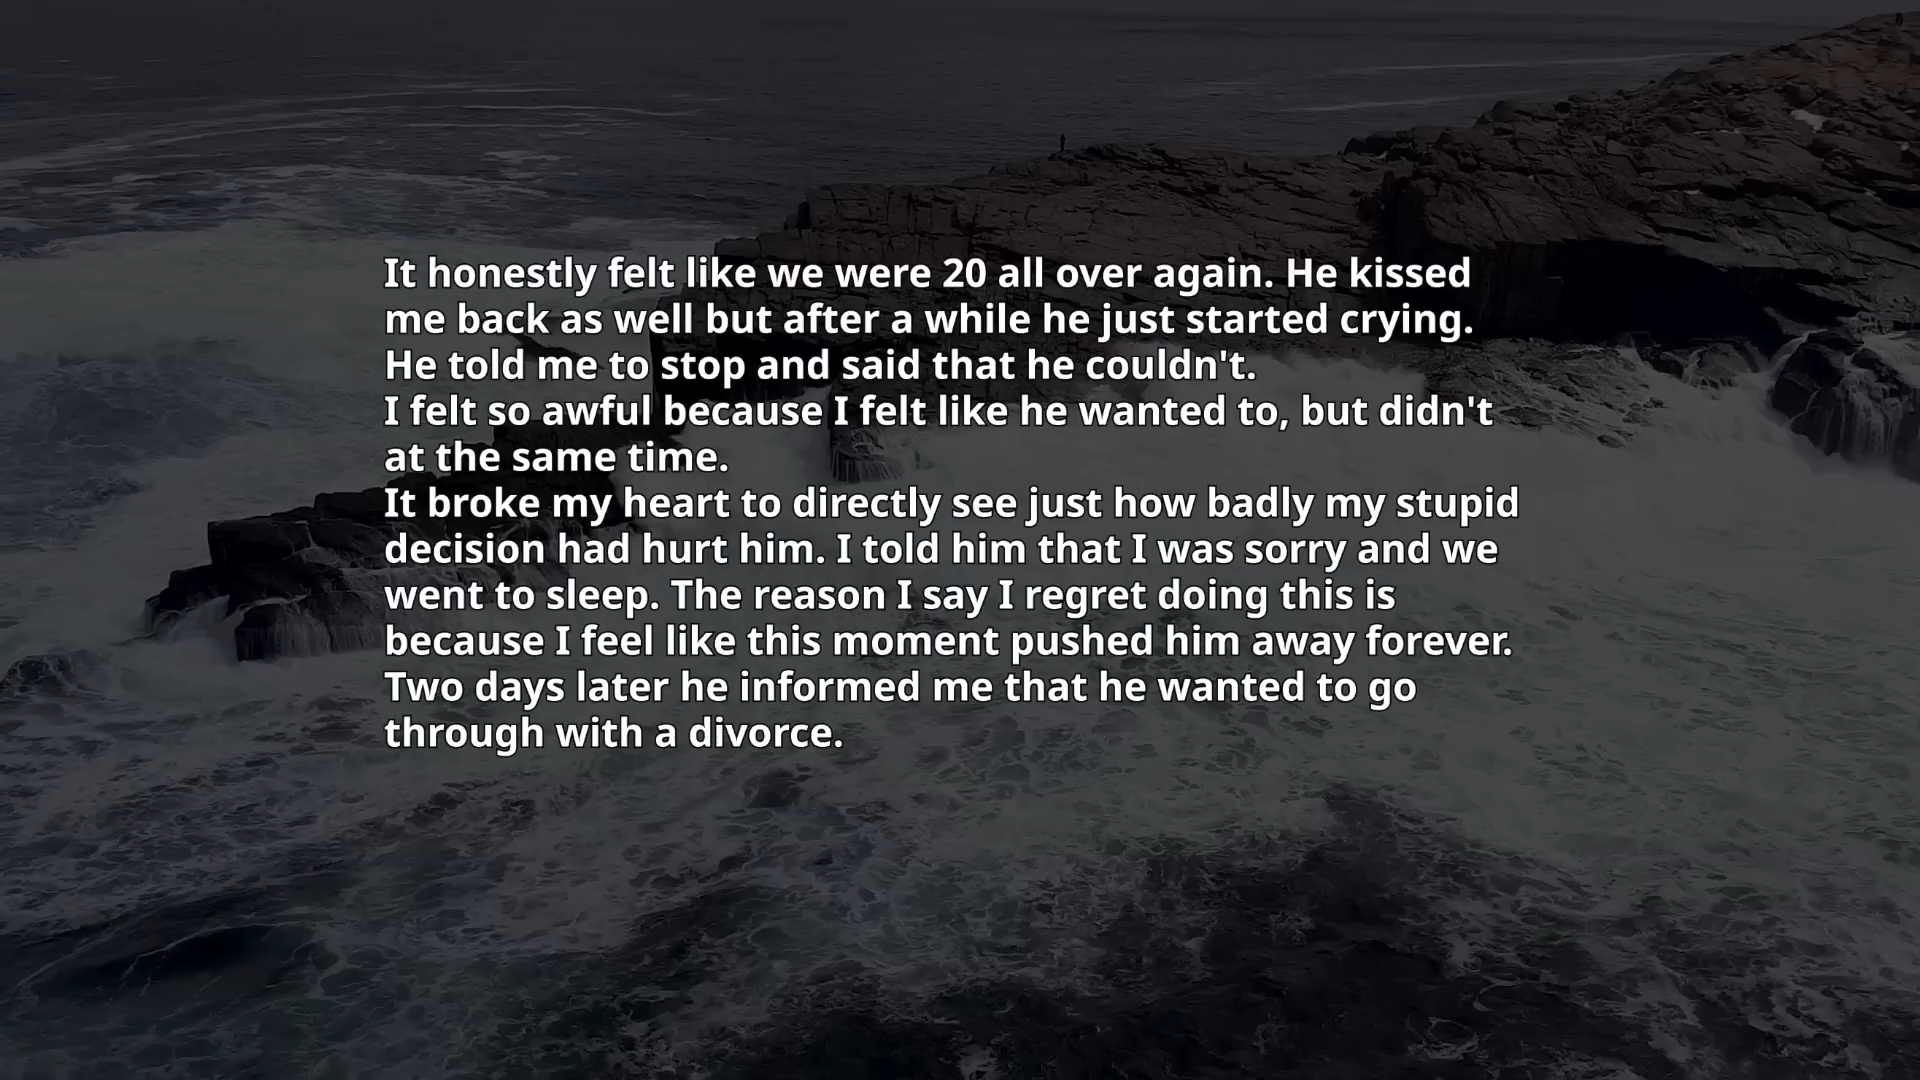 It honestly felt like we were 20 all over again. He kissed
me back as well but after a while he just started crying.
He told me to stop and said that he couldn't.
I felt so awful because I felt like he wanted to, but didn't
at the same time.
It broke my heart to directly see just how badly my stupid
decision had hurt him. I told him that I was sorry and we
went to sleep. The reason I say I regret doing this is
because I feel like this moment pushed him away forever.
Two days later he informed me that he wanted to go
through with a divorce.